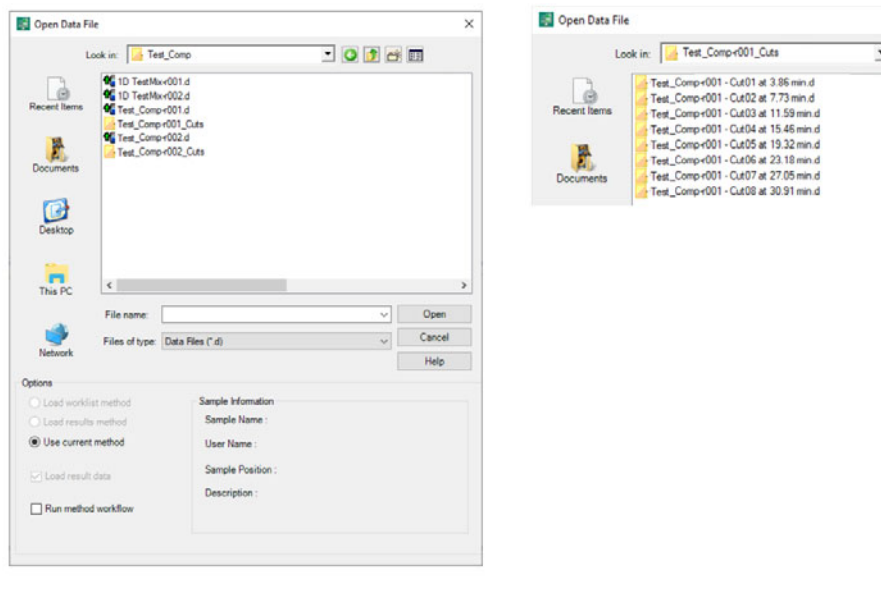 Open Data File
Look in: Test_Comp
Recent Items
Documents
Desktop
This PC
Network
1D TestMix-r001.d
1D TestMix-r002.d
Test_Comp-r001.d
Test_Comp-r001_Cuts
Test_Comp-r002.d
Test_Comp-r002_Cuts
File name:
Open
Files of type: Data Files (*.d)
Cancel
Help
Options
Load worklist method
Load results method
Use current method
Load result data
Run method workflow
Sample Information
Sample Name :
User Name :
Sample Position :
Description :
Open Data File
Look in: Test_Comp-r001_Cuts
Recent Items
Documents
Test_Comp-r001 - Cut01 at 3.86 min.d
Test_Comp-r001 - Cut02 at 7.73 min.d
Test_Comp-r001 - Cut03 at 11.59 min.d
Test_Comp-r001 - Cut04 at 15.46 min.d
Test_Comp-r001 - Cut05 at 19.32 min.d
Test_Comp-r001 - Cut06 at 23.18 min.d
Test_Comp-r001 - Cut07 at 27.05 min.d
Test_Comp-r001 - Cut08 at 30.91 min.d